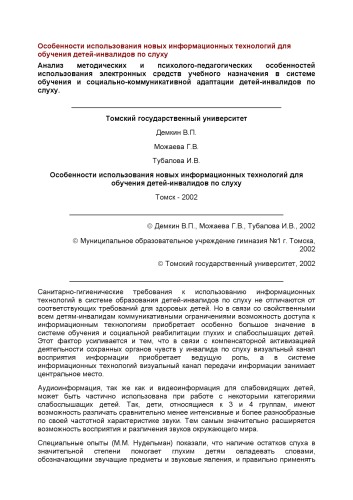 Особенности использования новых информационных технологий для
обучения детей-инвалидов по слуху
Анализ методических и психолого-педагогических особенностей
использования электронных средств учебного назначения в системе
обучения и социально-коммуникативной адаптации детей-инвалидов по
слуху.
Томский государственный университет
Демкин В.П.
Можаева Г.В.
Тубалова И.В.
Особенности использования новых информационных технологий для
обучения детей-инвалидов по слуху
Томск - 2002
© Демкин В.П., Можаева Г.В., Тубалова И.В., 2002
© Муниципальное образовательное учреждение гимназия №1 г. Томска,
2002
© Томский государственный университет, 2002
Санитарно-гигиенические требования к использованию информационных
технологий в системе образования детей-инвалидов по слуху не отличаются от
соответствующих требований для здоровых детей. Но в связи со свойственными
всем детям-инвалидам коммуникативными ограничениями возможность доступа к
информационным технологиям приобретает особенно большое значение в
системе обучения и социальной реабилитации глухих и слабослыщащих детей.
Этот фактор усиливается и тем, что в связи с компенсаторной активизацией
деятельности сохранных органов чувств у инвалида по слуху визуальный канал
восприятия информации приобретает ведущую роль, а в системе
информационных технологий визуальный канал передачи информации занимает
центральное место.
Аудиоинформация, так же как и видеоинформация для слабовидящих детей,
может быть частично использована при работе с некоторыми категориями
слабослышащих детей. Так, дети, относящиеся к 3 и 4 группам, имеют
возможность различать сравнительно менее интенсивные и более разнообразные
по своей частотной характеристике звуки. Тем самым значительно расширяется
возможность восприятия и различения звуков окружающего мира.
Специальные опыты (М.М. Нудельман) показали, что наличие остатков слуха в
значительной степени помогает глухим детям овладевать словами,
обозначающими звучащие предметы и звуковые явления, и правильно применять